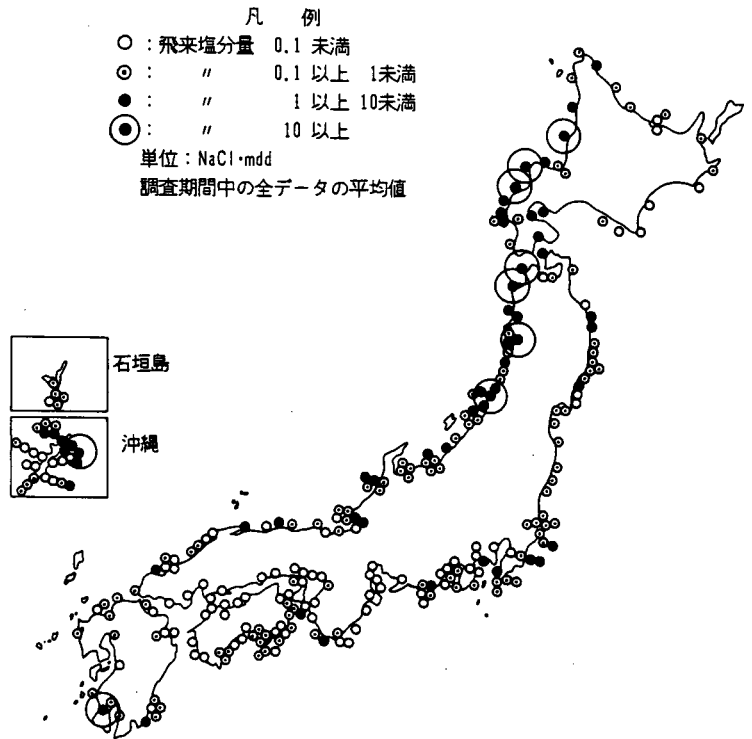 凡 例
○ : 飛来塩分量 0.1 未満
⊙ : 〃 0.1 以上 1未満
● : 〃 1 以上 10未満
: 〃 10 以上
単位 : NaCl・mdd
調査期間中の全データの平均値
石垣島
沖縄